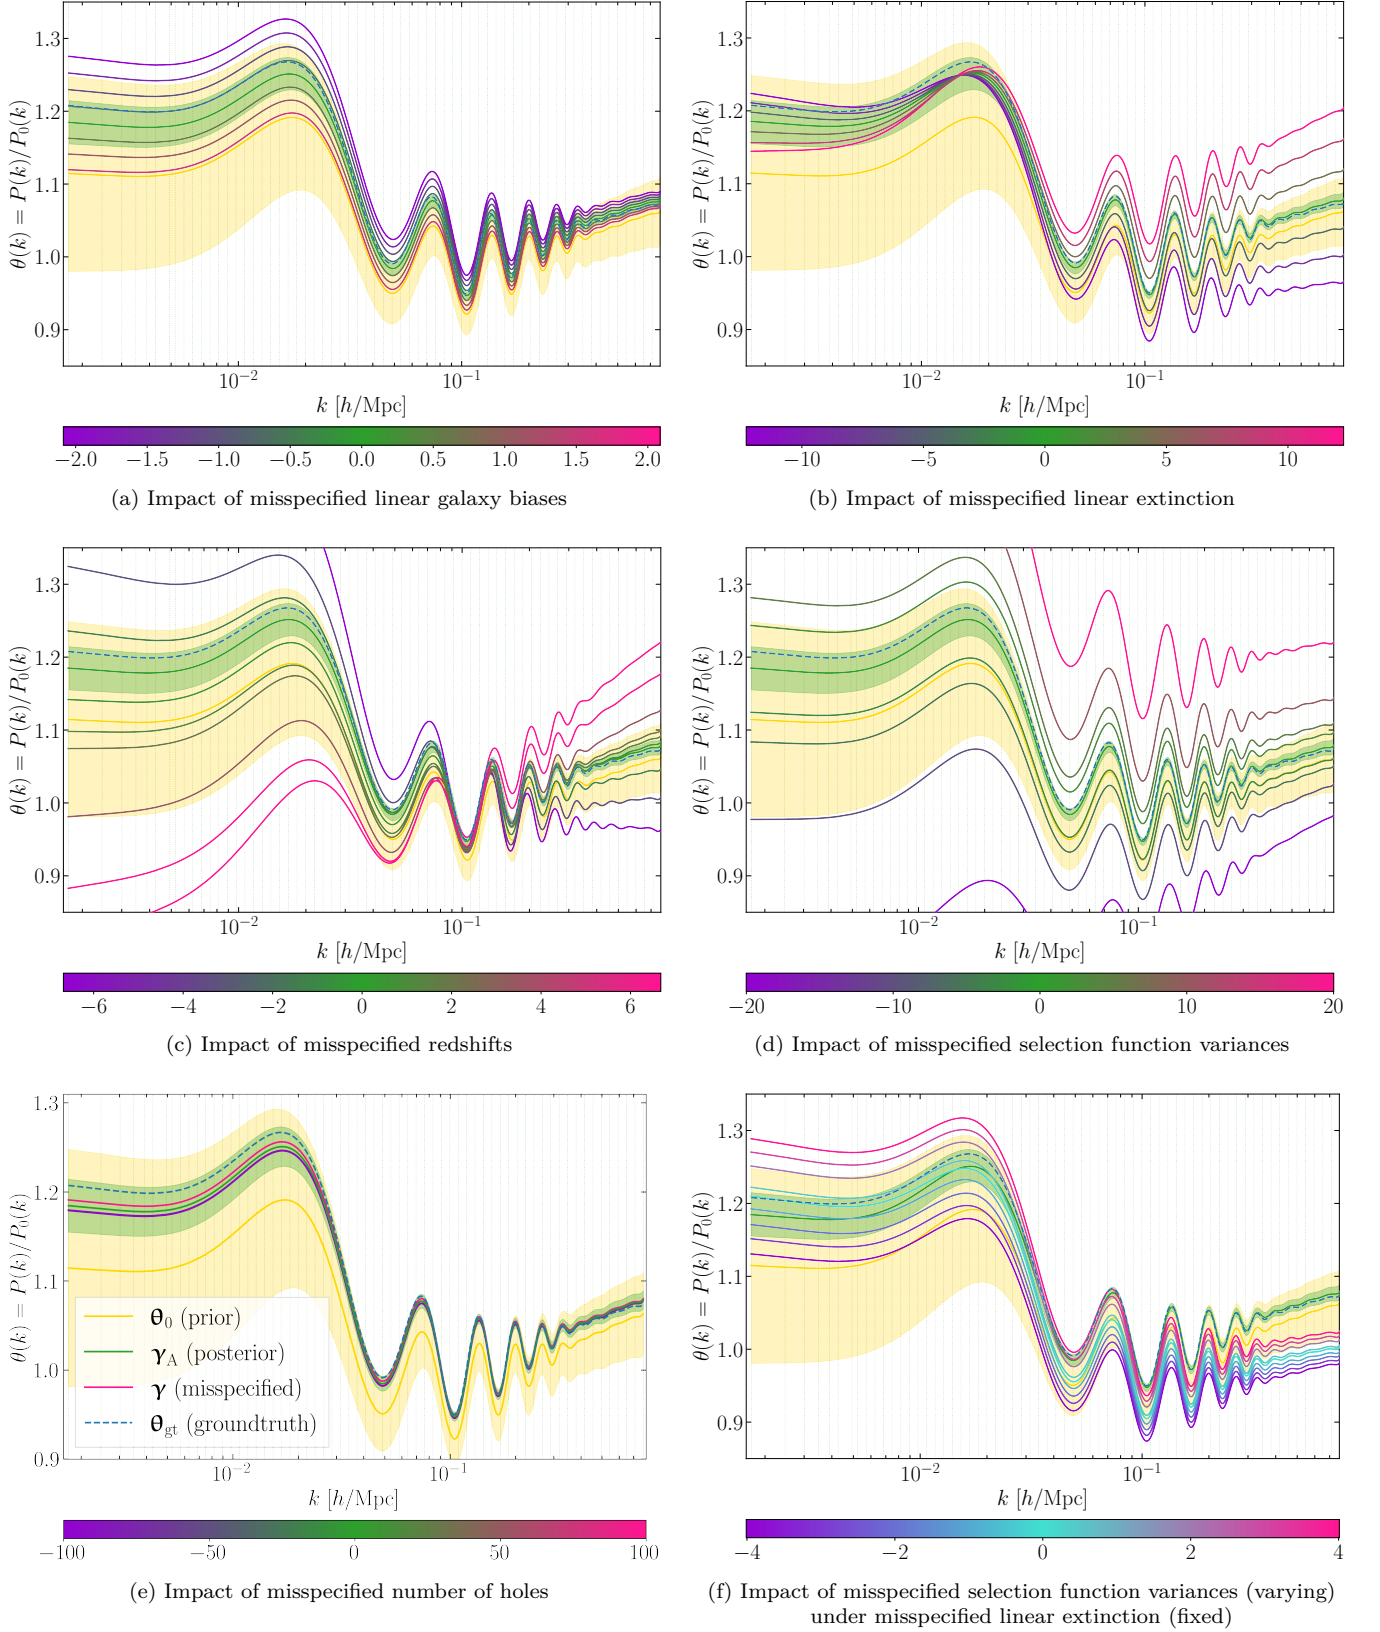 1.3
1.2
1.1
1.0
0.9
θ(k) = P(k)/P₀(k)
10⁻²
10⁻¹
k [h/Mpc]
−2.0 −1.5 −1.0 −0.5 0.0 0.5 1.0 1.5 2.0
(a) Impact of misspecified linear galaxy biases
1.3
1.2
1.1
1.0
0.9
θ(k) = P(k)/P₀(k)
10⁻²
10⁻¹
k [h/Mpc]
−10 −5 0 5 10
(b) Impact of misspecified linear extinction
1.3
1.2
1.1
1.0
0.9
θ(k) = P(k)/P₀(k)
10⁻²
10⁻¹
k [h/Mpc]
−6 −4 −2 0 2 4 6
(c) Impact of misspecified redshifts
1.3
1.2
1.1
1.0
0.9
θ(k) = P(k)/P₀(k)
10⁻²
10⁻¹
k [h/Mpc]
−20 −10 0 10 20
(d) Impact of misspecified selection function variances
1.3
1.2
1.1
1.0
0.9
θ(k) = P(k)/P₀(k)
θ₀ (prior)
γ_A (posterior)
γ (misspecified)
θ_gt (groundtruth)
10⁻²
10⁻¹
k [h/Mpc]
−100 −50 0 50 100
(e) Impact of misspecified number of holes
1.3
1.2
1.1
1.0
0.9
θ(k) = P(k)/P₀(k)
10⁻²
10⁻¹
k [h/Mpc]
−4 −2 0 2 4
(f) Impact of misspecified selection function variances (varying)
under misspecified linear extinction (fixed)